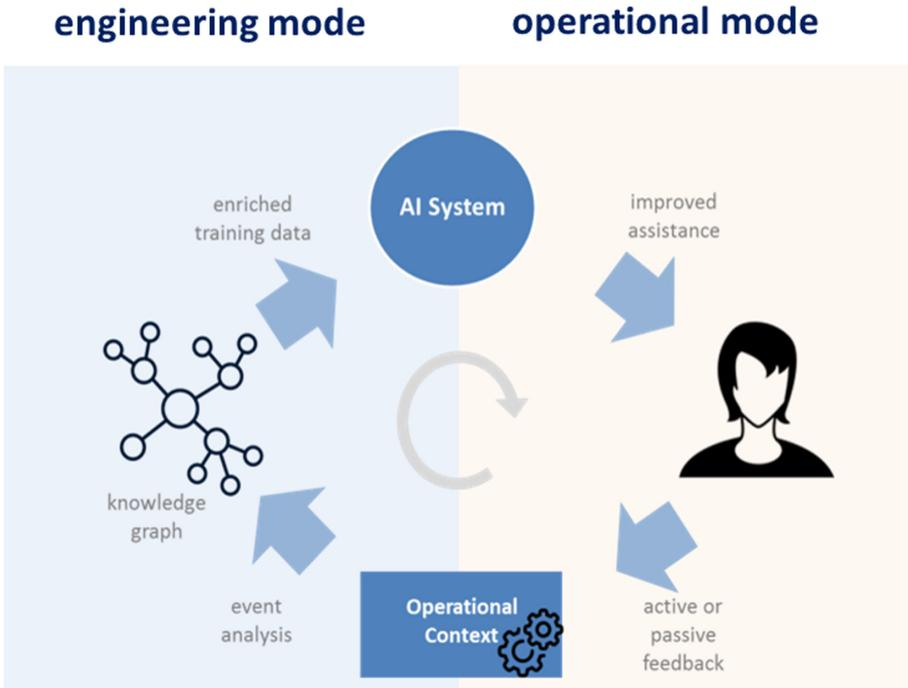 engineering mode
operational mode
AI System
enriched
training data
improved
assistance
knowledge
graph
event
analysis
Operational
Context
active or
passive
feedback